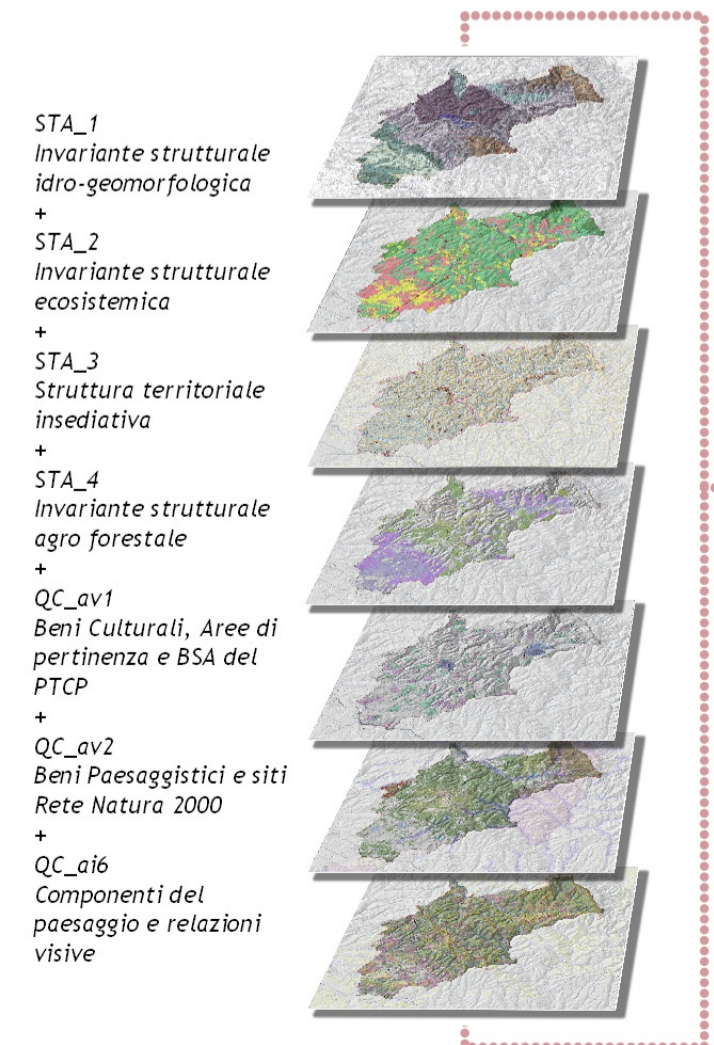 STA_1
Invariante strutturale
idro-geomorfologica
+
STA_2
Invariante strutturale
ecosistemica
+
STA_3
Struttura territoriale
insediativa
+
STA_4
Invariante strutturale
agro forestale
+
QC_av1
Beni Culturali, Aree di
pertinenza e BSA del
PTCP
+
QC_av2
Beni Paesaggistici e siti
Rete Natura 2000
+
QC_ai6
Componenti del
paesaggio e relazioni
visive